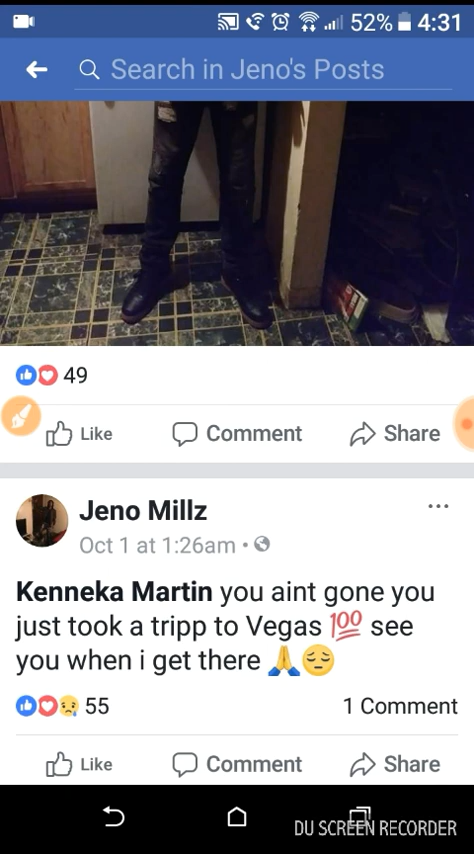 52% 4:31
Search in Jeno's Posts
49
Like Comment Share
Jeno Millz
Oct 1 at 1:26am •
Kenneka Martin you aint gone you
just took a tripp to Vegas 💯 see
you when i get there 🙏😔
55 1 Comment
Like Comment Share
DU SCREEN RECORDER